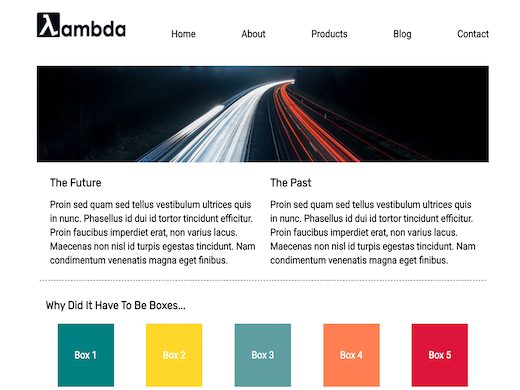 λambda
Home About Products Blog Contact
The Future
Proin sed quam sed tellus vestibulum ultrices quis
in nunc. Phasellus id dui id tortor tincidunt efficitur.
Proin faucibus imperdiet erat, non varius lacus.
Maecenas non nisl id turpis egestas tincidunt. Nam
condimentum venenatis magna eget finibus.
The Past
Proin sed quam sed tellus vestibulum ultrices quis
in nunc. Phasellus id dui id tortor tincidunt efficitur.
Proin faucibus imperdiet erat, non varius lacus.
Maecenas non nisl id turpis egestas tincidunt. Nam
condimentum venenatis magna eget finibus.
Why Did It Have To Be Boxes...
Box 1 Box 2 Box 3 Box 4 Box 5